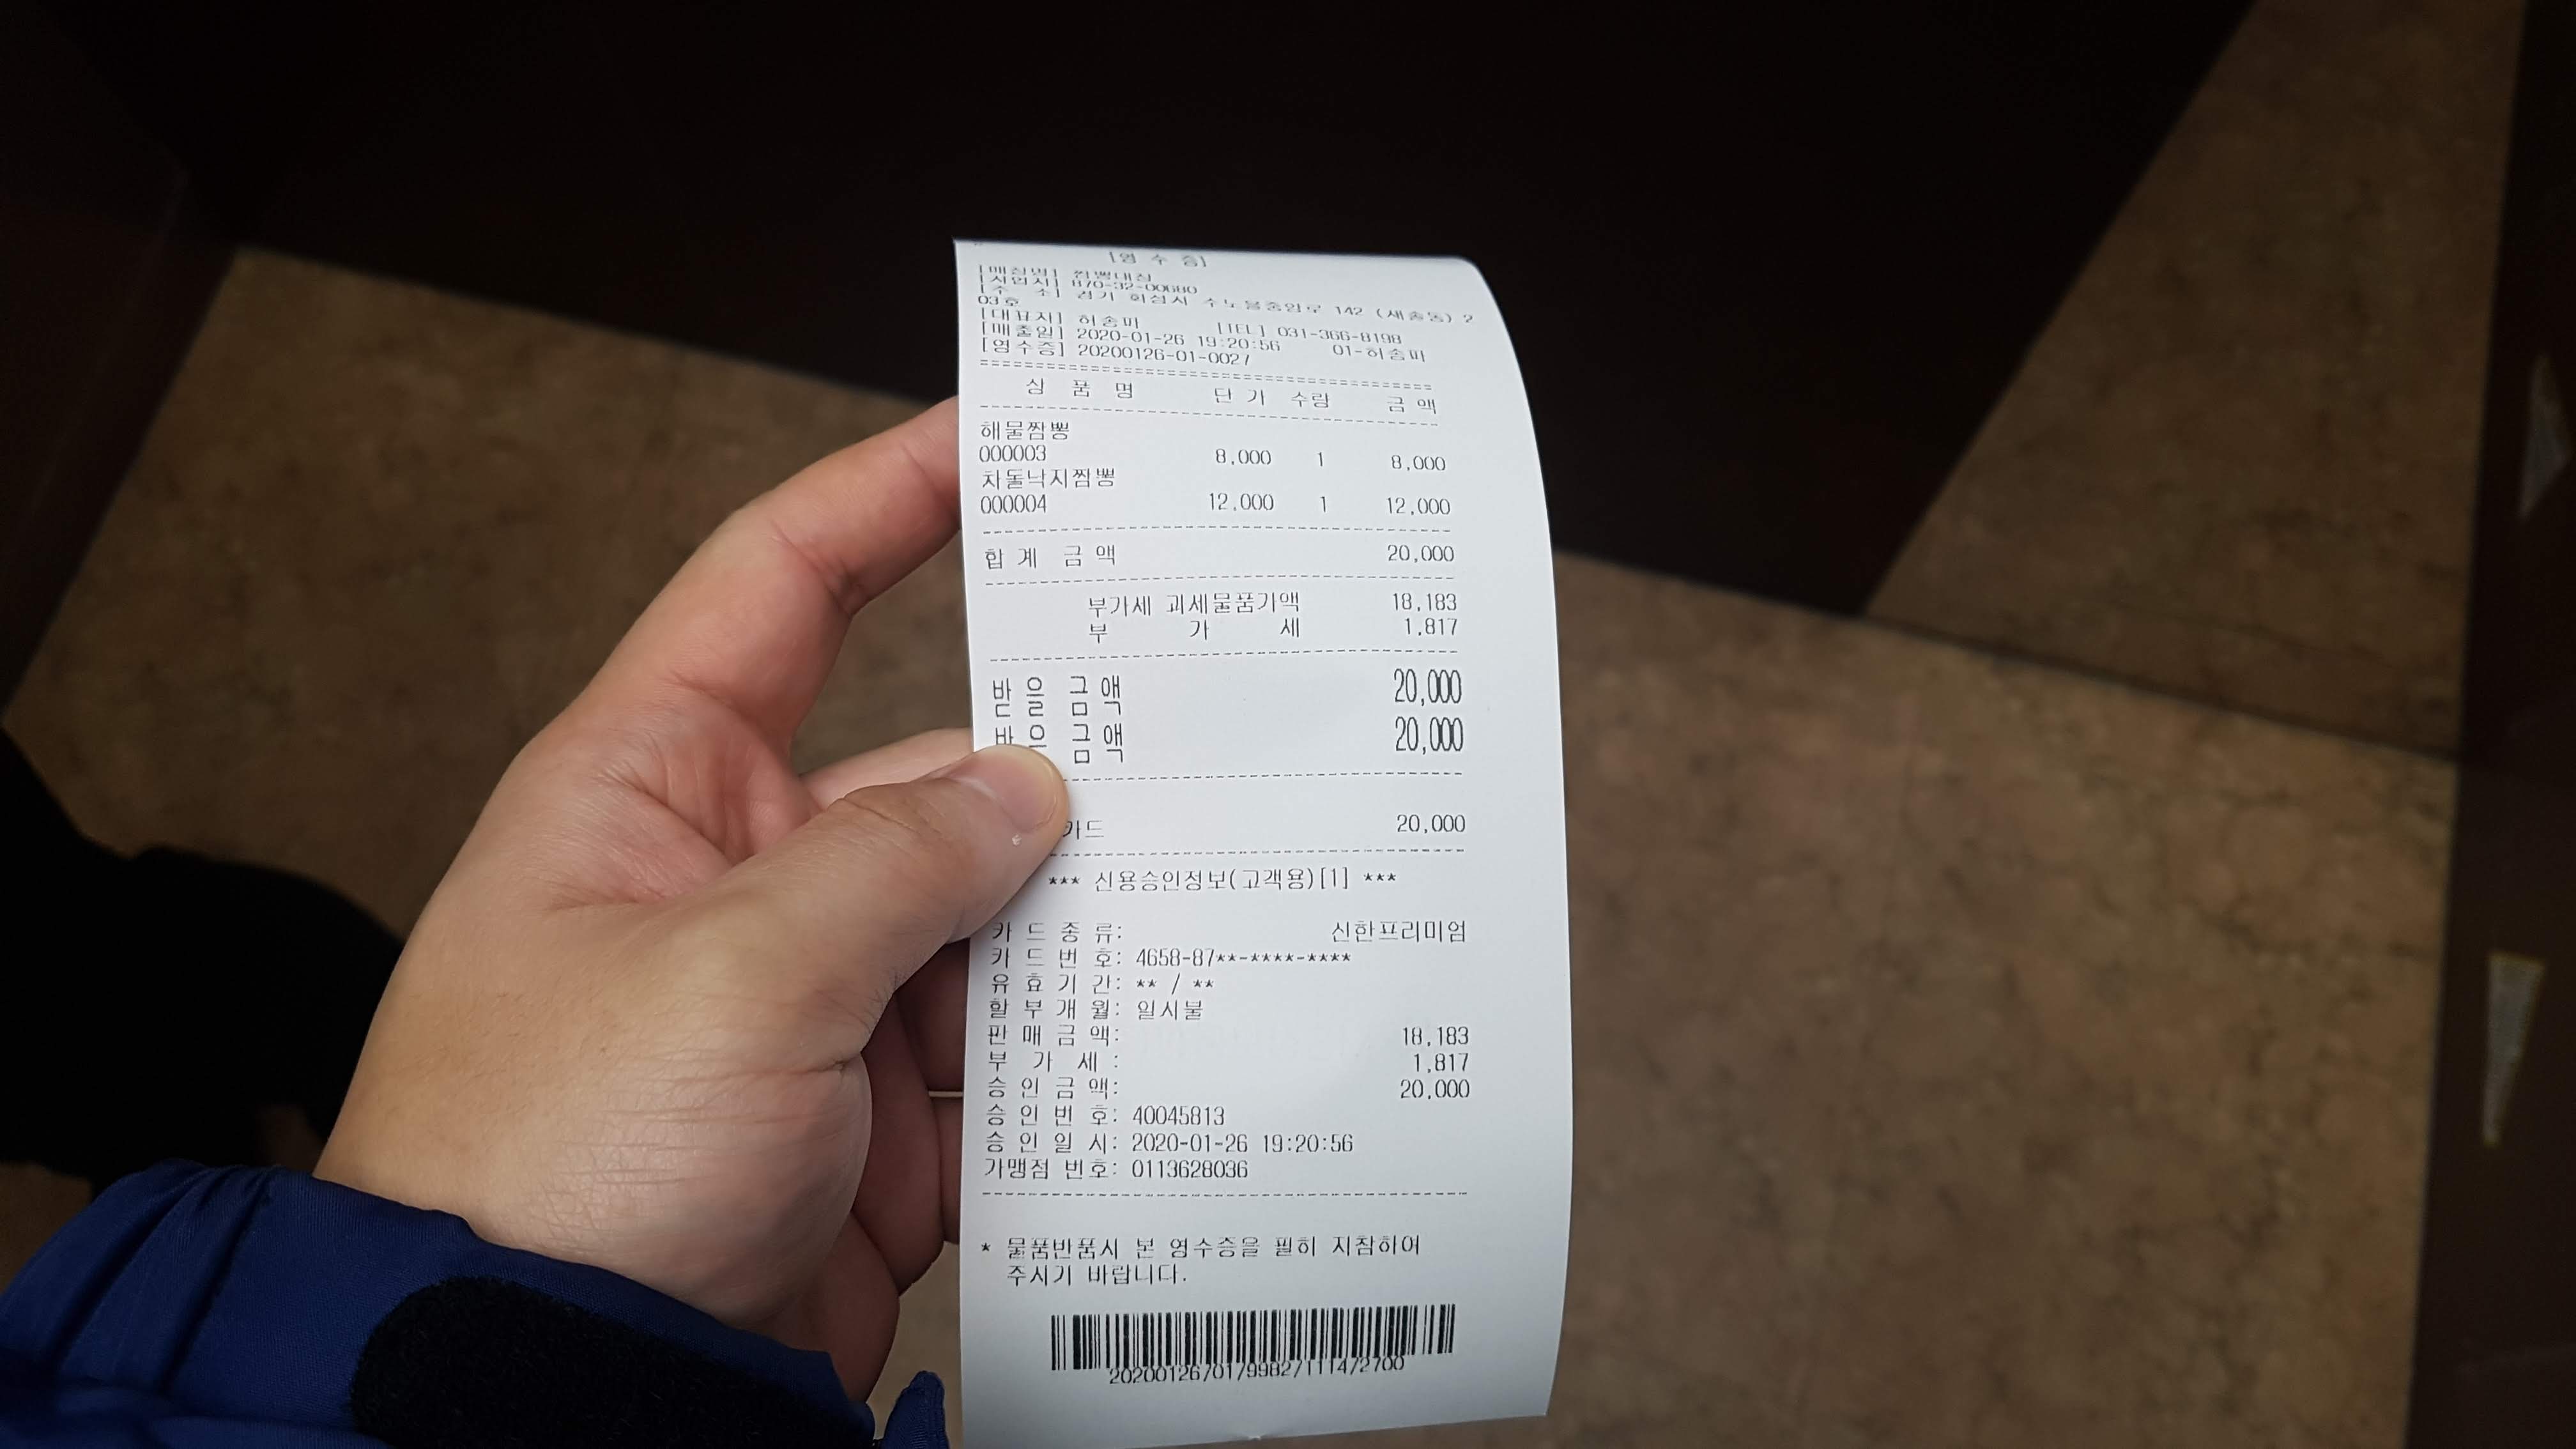 [영 수 증]
[매장명] 짬뽕대장
[사업자] 870-32-00680
[주 소] 경기 화성시 수노을중앙로 142 (새솔동) 2
03호
[대표자] 허송미 [TEL] 031-366-8198
[매출일] 2020-01-26 19:20:56 01-허송미
[영수증] 20200126-01-0027
상 품 명 단 가 수량 금 액
해물짬뽕
000003 8,000 1 8,000
차돌낙지짬뽕
000004 12,000 1 12,000
합 계 금 액 20,000
부가세 과세물품가액 18,183
부 가 세 1,817
받 을 금 액 20,000
받 은 금 액 20,000
카드 20,000
*** 신용승인정보(고객용)[1] ***
카 드 종 류: 신한프리미엄
카 드 번 호: 4658-87**-****-****
유 효 기 간: ** / **
할 부 개 월: 일시불
판 매 금 액: 18,183
부 가 세 : 1,817
승 인 금 액: 20,000
승 인 번 호: 40045813
승 인 일 시: 2020-01-26 19:20:56
가맹점 번호: 0113628036
* 물품반품시 본 영수증을 필히 지참하여
주시기 바랍니다.